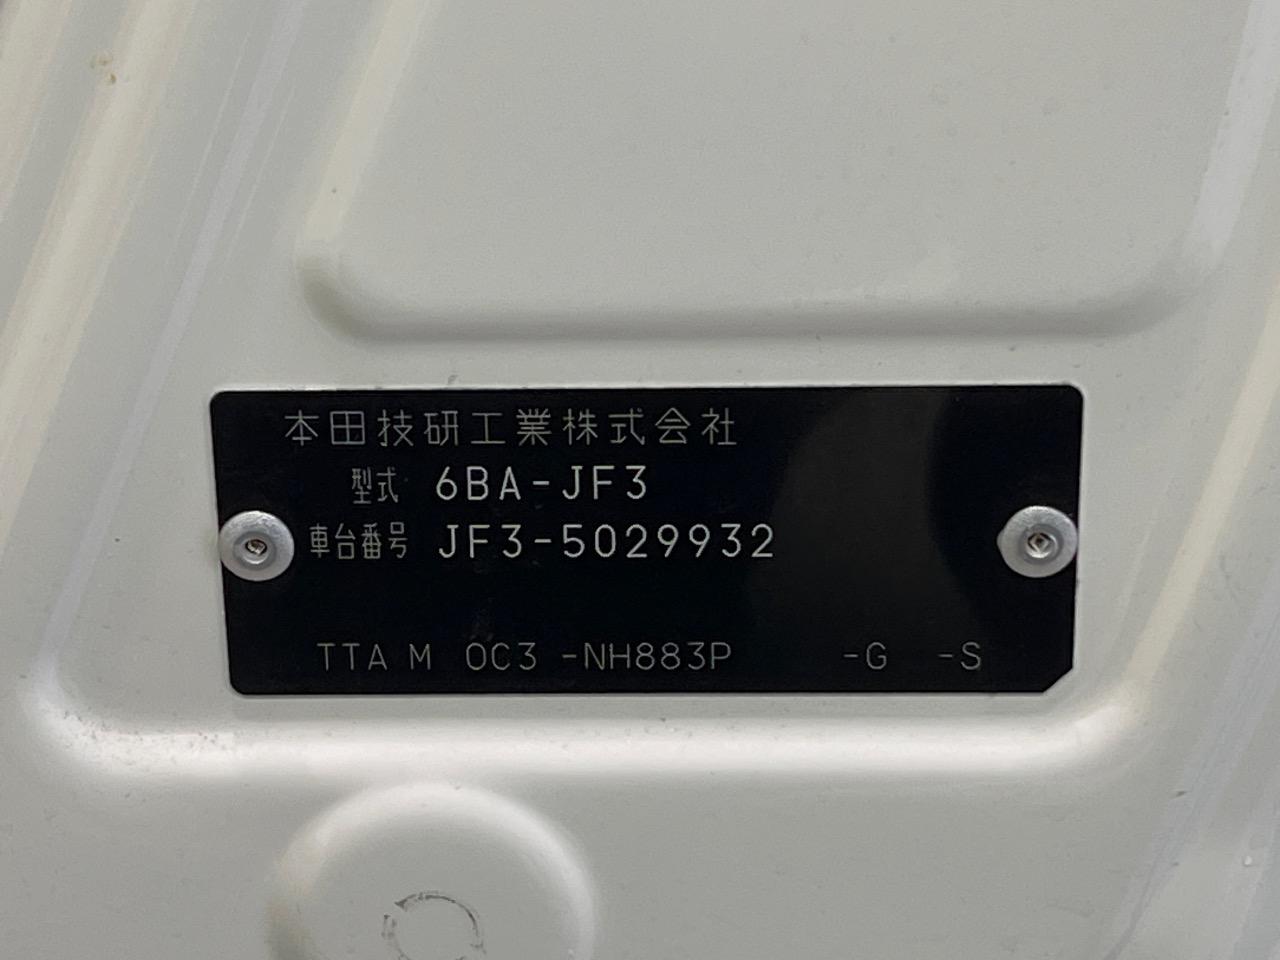 本田技研工業株式会社
型式 6BA-JF3
車台番号 JF3-5029932
TTA M 0C3 -NH883P -G -S